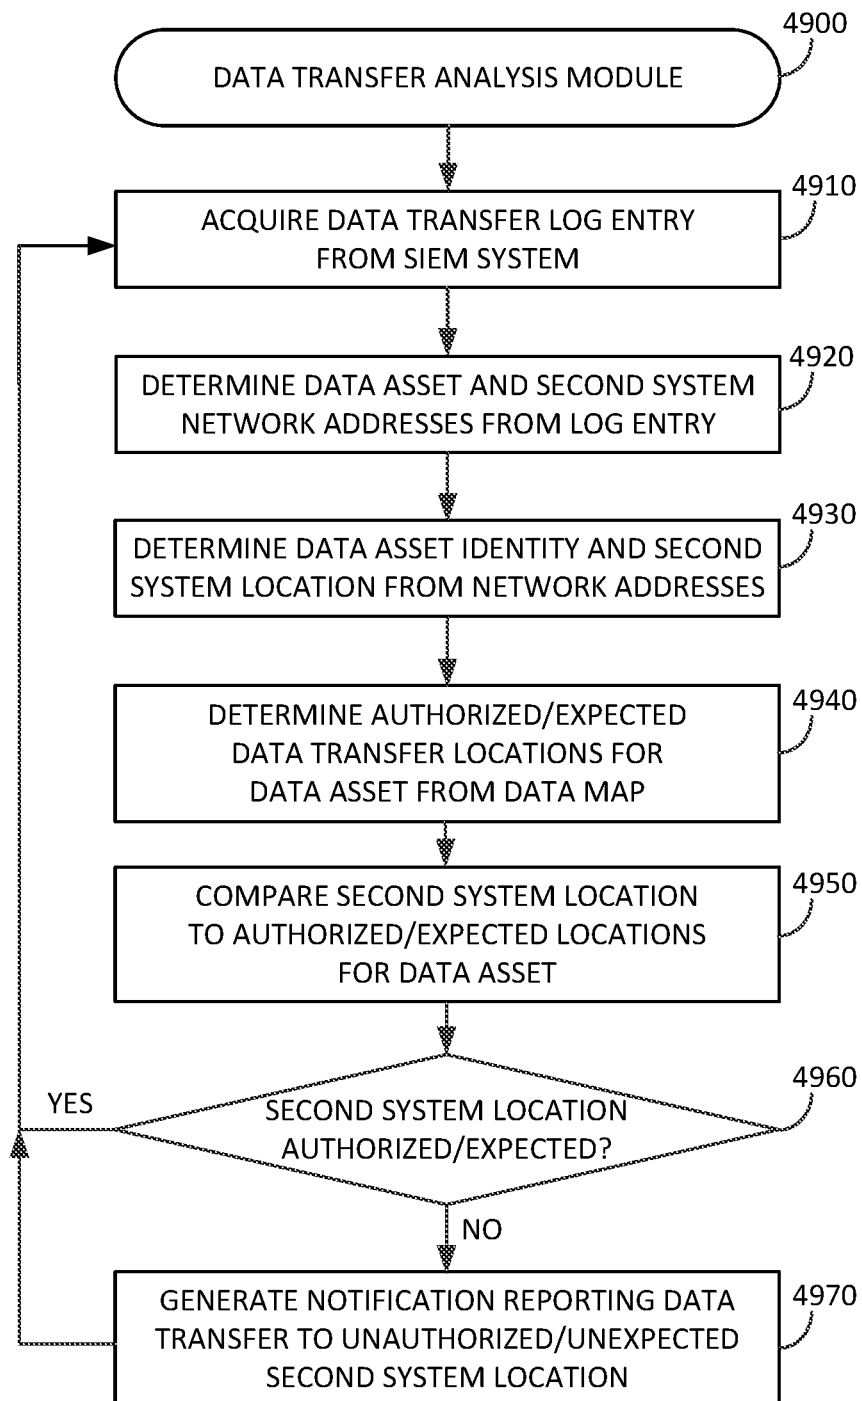 4900
DATA TRANSFER ANALYSIS MODULE
4910
ACQUIRE DATA TRANSFER LOG ENTRY
FROM SIEM SYSTEM
4920
DETERMINE DATA ASSET AND SECOND SYSTEM
NETWORK ADDRESSES FROM LOG ENTRY
4930
DETERMINE DATA ASSET IDENTITY AND SECOND
SYSTEM LOCATION FROM NETWORK ADDRESSES
4940
DETERMINE AUTHORIZED/EXPECTED
DATA TRANSFER LOCATIONS FOR
DATA ASSET FROM DATA MAP
4950
COMPARE SECOND SYSTEM LOCATION
TO AUTHORIZED/EXPECTED LOCATIONS
FOR DATA ASSET
4960
YES
SECOND SYSTEM LOCATION
AUTHORIZED/EXPECTED?
NO
4970
GENERATE NOTIFICATION REPORTING DATA
TRANSFER TO UNAUTHORIZED/UNEXPECTED
SECOND SYSTEM LOCATION